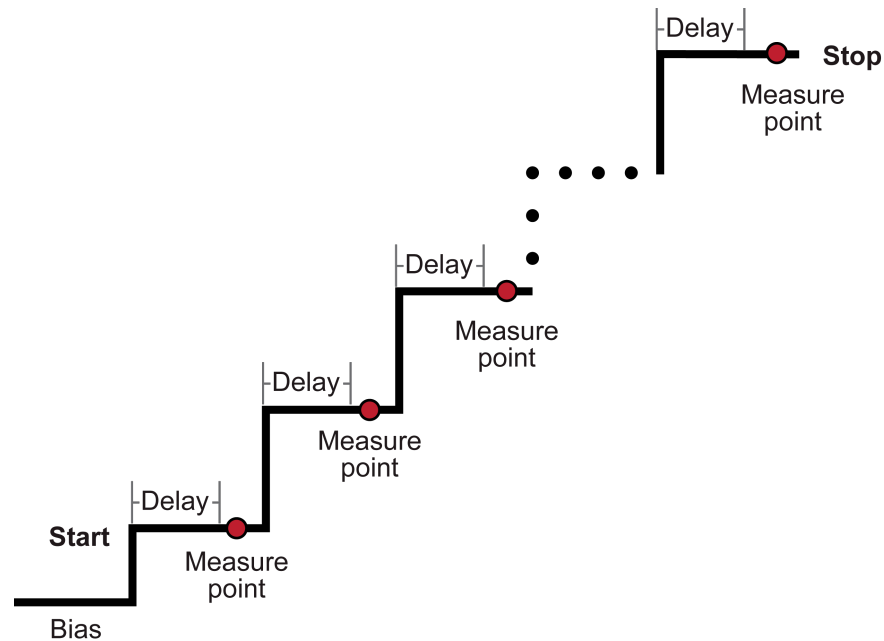 Delay
Stop
Measure
point
Delay
Measure
point
Delay
Measure
point
Delay
Start
Measure
point
Bias